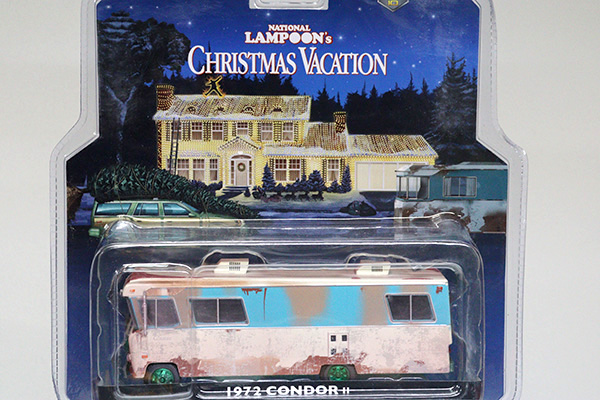 NATIONAL
LAMPOON's
CHRISTMAS VACATION
1972 CONDOR II